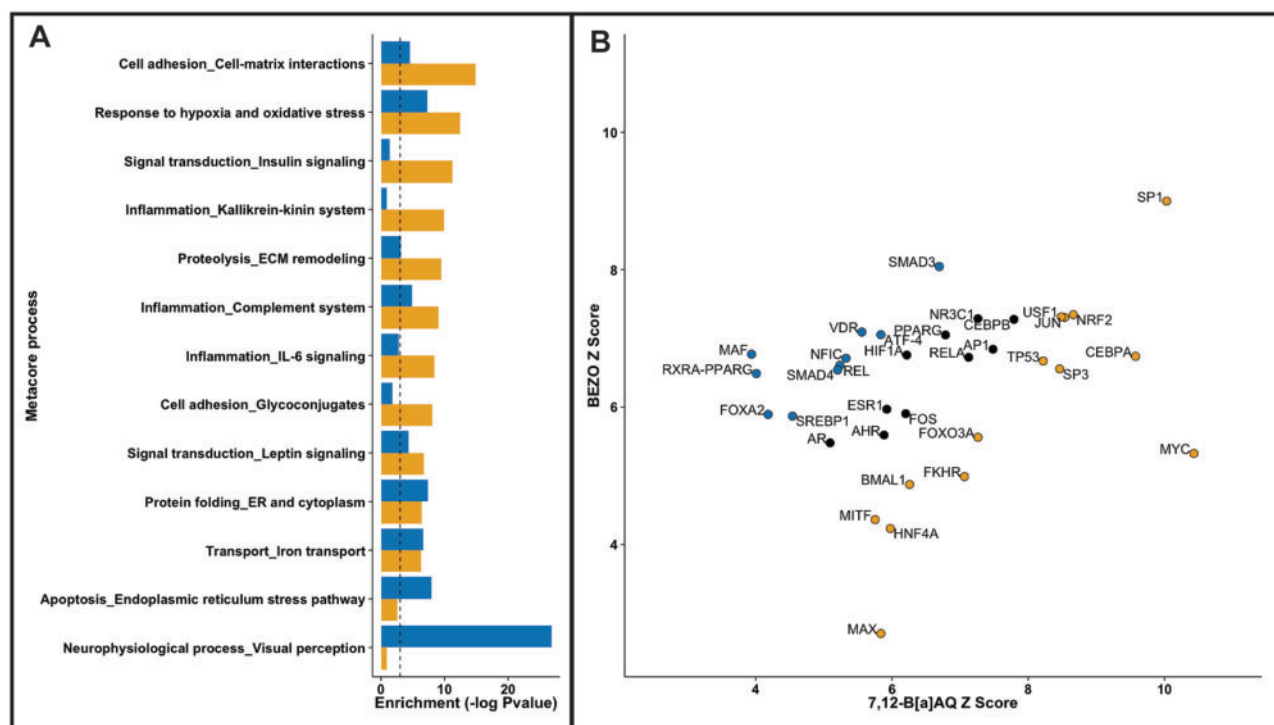 A
Metacore process
Cell adhesion_Cell-matrix interactions
Response to hypoxia and oxidative stress
Signal transduction_Insulin signaling
Inflammation_Kallikrein-kinin system
Proteolysis_ECM remodeling
Inflammation_Complement system
Inflammation_IL-6 signaling
Cell adhesion_Glycoconjugates
Signal transduction_Leptin signaling
Protein folding_ER and cytoplasm
Transport_Iron transport
Apoptosis_Endoplasmic reticulum stress pathway
Neurophysiological process_Visual perception
0 10 20
Enrichment (-log Pvalue)
B
BEZO Z Score
10
8
6
4
SP1
SMAD3
NR3C1
CEBPB
USF1
JUN
NRF2
VDR
ATF-4
PPARG
MAF
NFIC
HIF1A
RELA
AP1
TP53
CEBPA
RXRA-PPARG
SMAD4
REL
SP3
FOXA2
SREBP1
ESR1
FOS
AR
AHR
FOXO3A
MYC
BMAL1
FKHR
MITF
HNF4A
MAX
4 6 8 10
7,12-B[a]AQ Z Score